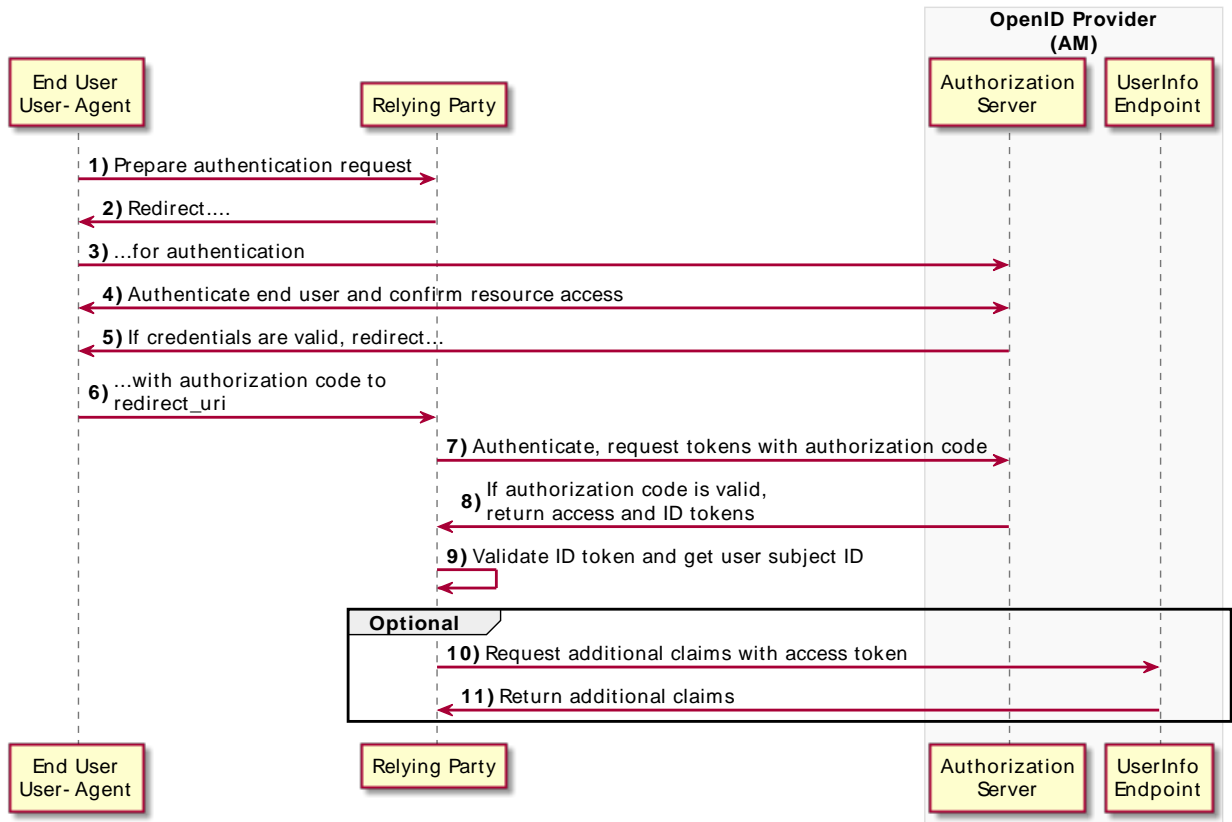 OpenID Provider
(AM)
End User
User- Agent
Relying Party
Authorization
Server
UserInfo
Endpoint
1) Prepare authentication request
2) Redirect....
3) ...for authentication
4) Authenticate end user and confirm resource access
5) If credentials are valid, redirect...
6) ...with authorization code to
redirect_uri
7) Authenticate, request tokens with authorization code
8) If authorization code is valid,
return access and ID tokens
9) Validate ID token and get user subject ID
Optional
10) Request additional claims with access token
11) Return additional claims
End User
User- Agent
Relying Party
Authorization
Server
UserInfo
Endpoint